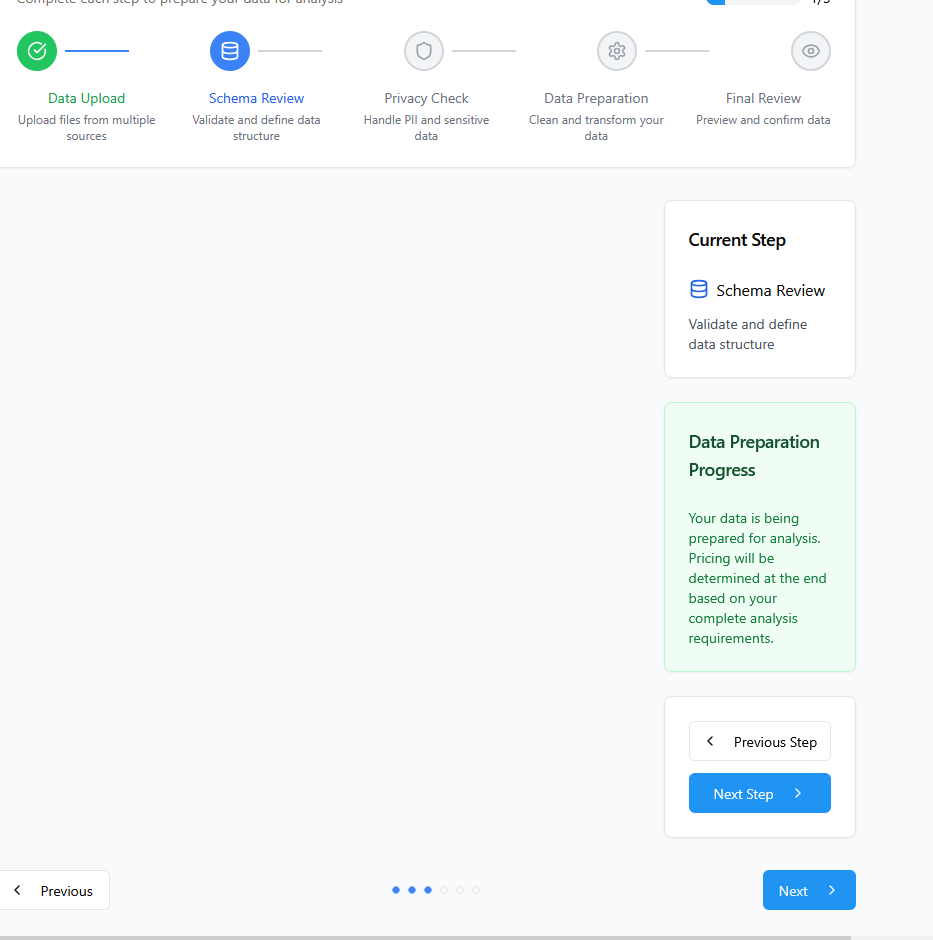 Complete each step to prepare your data for analysis
1/5
Data Upload
Upload files from multiple
sources
Schema Review
Validate and define data
structure
Privacy Check
Handle PII and sensitive
data
Data Preparation
Clean and transform your
data
Final Review
Preview and confirm data
Current Step
Schema Review
Validate and define
data structure
Data Preparation
Progress
Your data is being
prepared for analysis.
Pricing will be
determined at the end
based on your
complete analysis
requirements.
Previous Step
Next Step
Previous
Next